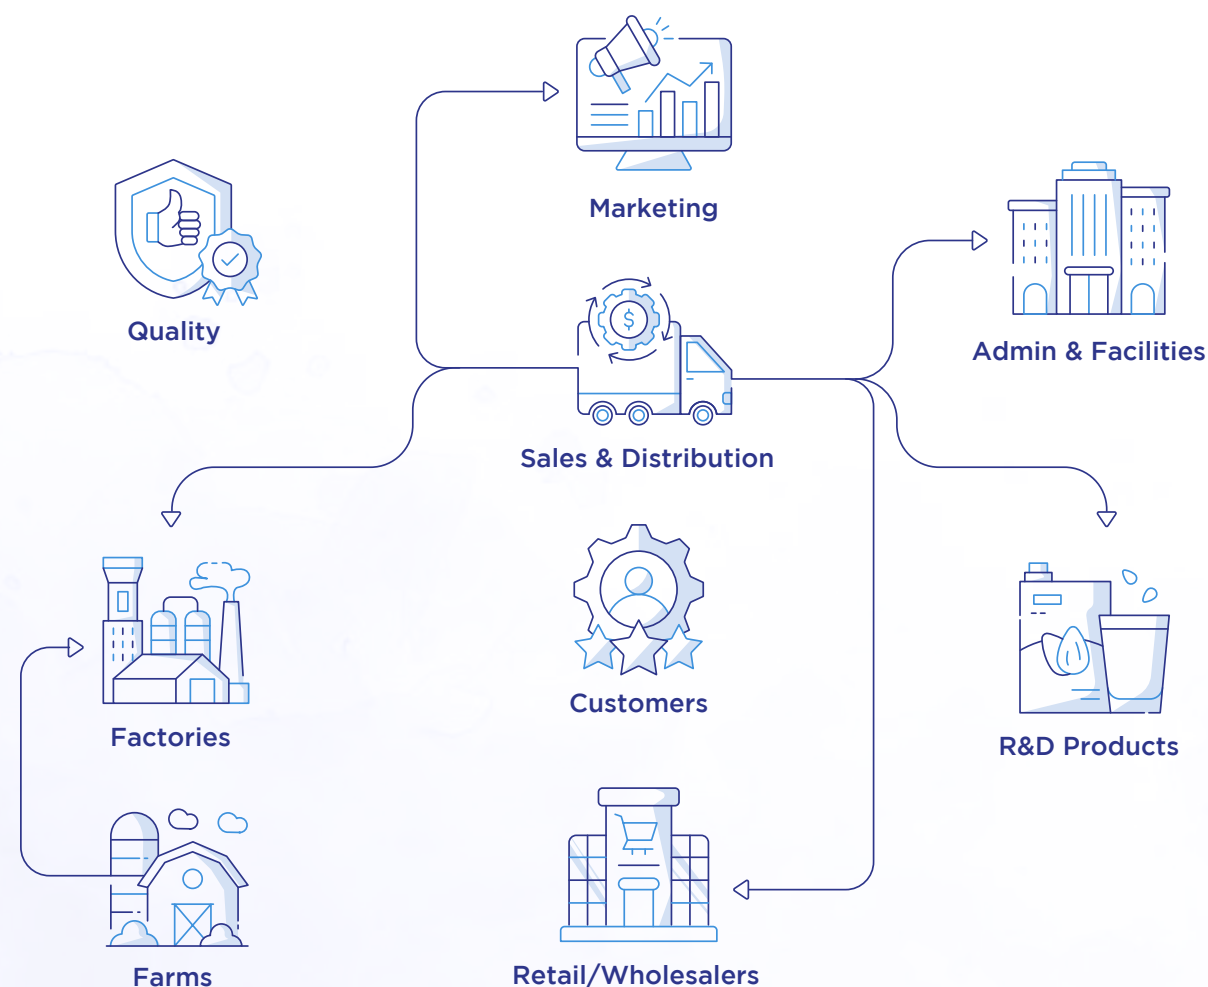 Marketing
Quality
Admin & Facilities
$
Sales & Distribution
Customers
Factories
R&D Products
Farms
Retail/Wholesalers